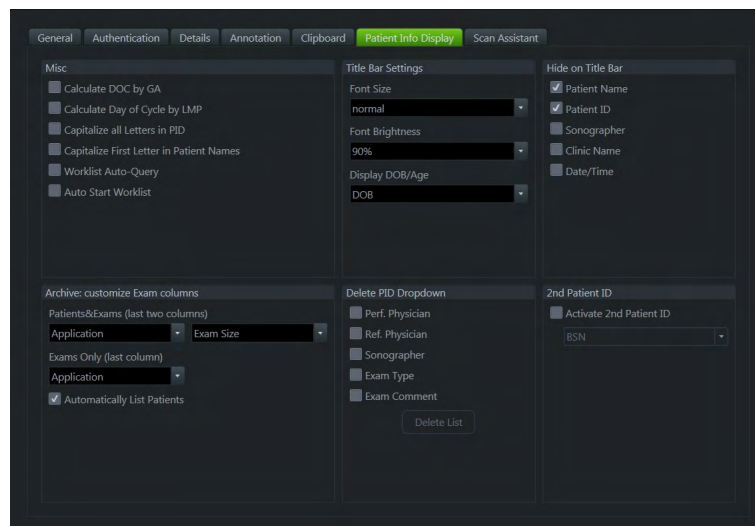 General Authentication Details Annotation Clipboard Patient Info Display Scan Assistant
Misc
Calculate DOC by GA
Calculate Day of Cycle by LMP
Capitalize all Letters in PID
Capitalize First Letter in Patient Names
Worklist Auto-Query
Auto Start Worklist
Title Bar Settings
Font Size
normal
Font Brightness
90%
Display DOB/Age
DOB
Hide on Title Bar
Patient Name
Patient ID
Sonographer
Clinic Name
Date/Time
Archive: customize Exam columns
Patients&Exams (last two columns)
Application Exam Size
Exams Only (last column)
Application
Automatically List Patients
Delete PID Dropdown
Perf. Physician
Ref. Physician
Sonographer
Exam Type
Exam Comment
Delete List
2nd Patient ID
Activate 2nd Patient ID
BSN